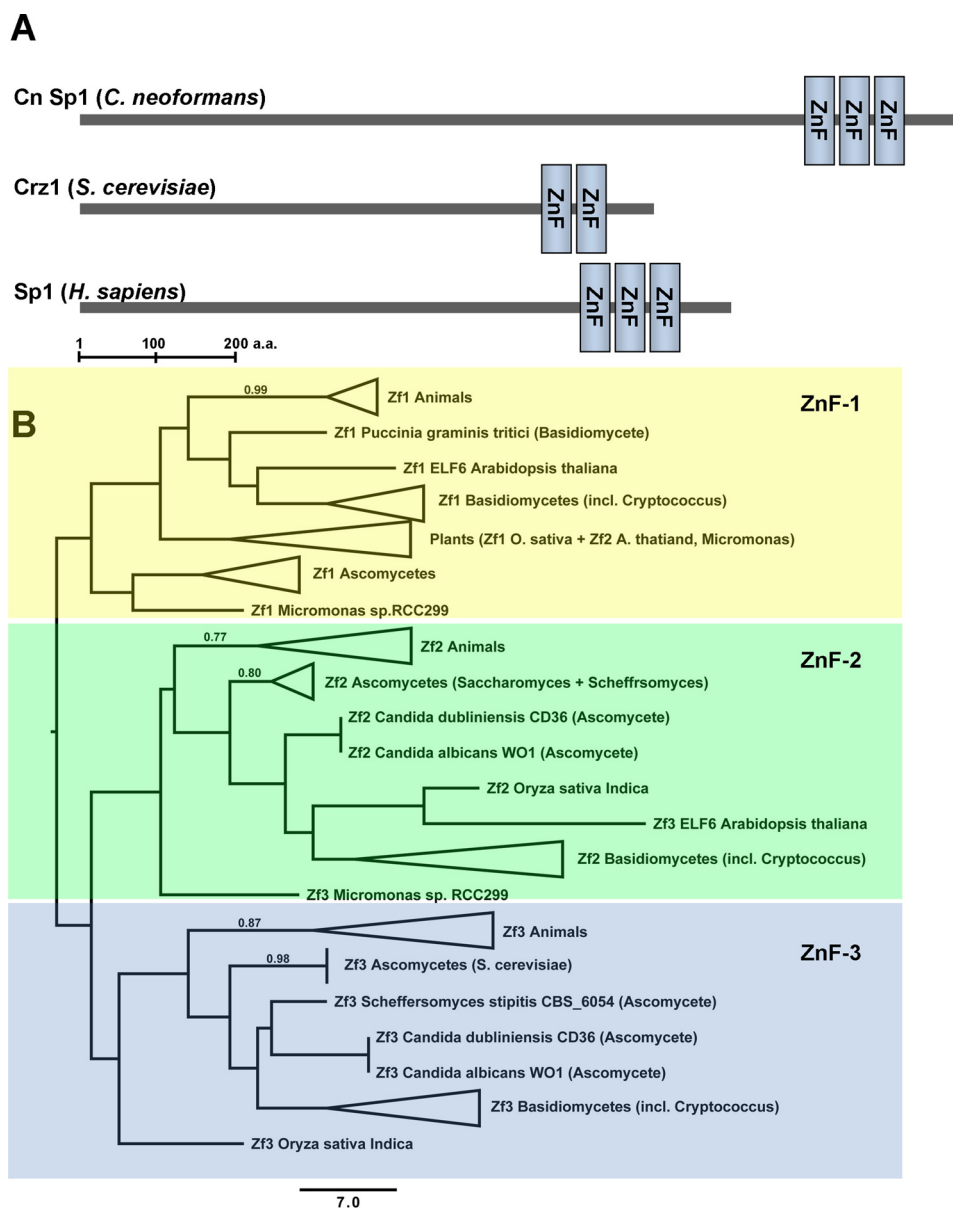 A
Cn Sp1 (C. neoformans)
ZnF ZnF ZnF
Crz1 (S. cerevisiae)
ZnF ZnF
Sp1 (H. sapiens)
ZnF ZnF ZnF
1 100 200 a.a.
B
ZnF-1
0.99
Zf1 Animals
Zf1 Puccinia graminis tritici (Basidiomycete)
Zf1 ELF6 Arabidopsis thaliana
Zf1 Basidiomycetes (incl. Cryptococcus)
Plants (Zf1 O. sativa + Zf2 A. thatiand, Micromonas)
Zf1 Ascomycetes
Zf1 Micromonas sp.RCC299
ZnF-2
0.77
Zf2 Animals
0.80
Zf2 Ascomycetes (Saccharomyces + Scheffrsomyces)
Zf2 Candida dubliniensis CD36 (Ascomycete)
Zf2 Candida albicans WO1 (Ascomycete)
Zf2 Oryza sativa Indica
Zf3 ELF6 Arabidopsis thaliana
Zf2 Basidiomycetes (incl. Cryptococcus)
Zf3 Micromonas sp. RCC299
ZnF-3
0.87
Zf3 Animals
0.98
Zf3 Ascomycetes (S. cerevisiae)
Zf3 Scheffersomyces stipitis CBS_6054 (Ascomycete)
Zf3 Candida dubliniensis CD36 (Ascomycete)
Zf3 Candida albicans WO1 (Ascomycete)
Zf3 Basidiomycetes (incl. Cryptococcus)
Zf3 Oryza sativa Indica
7.0